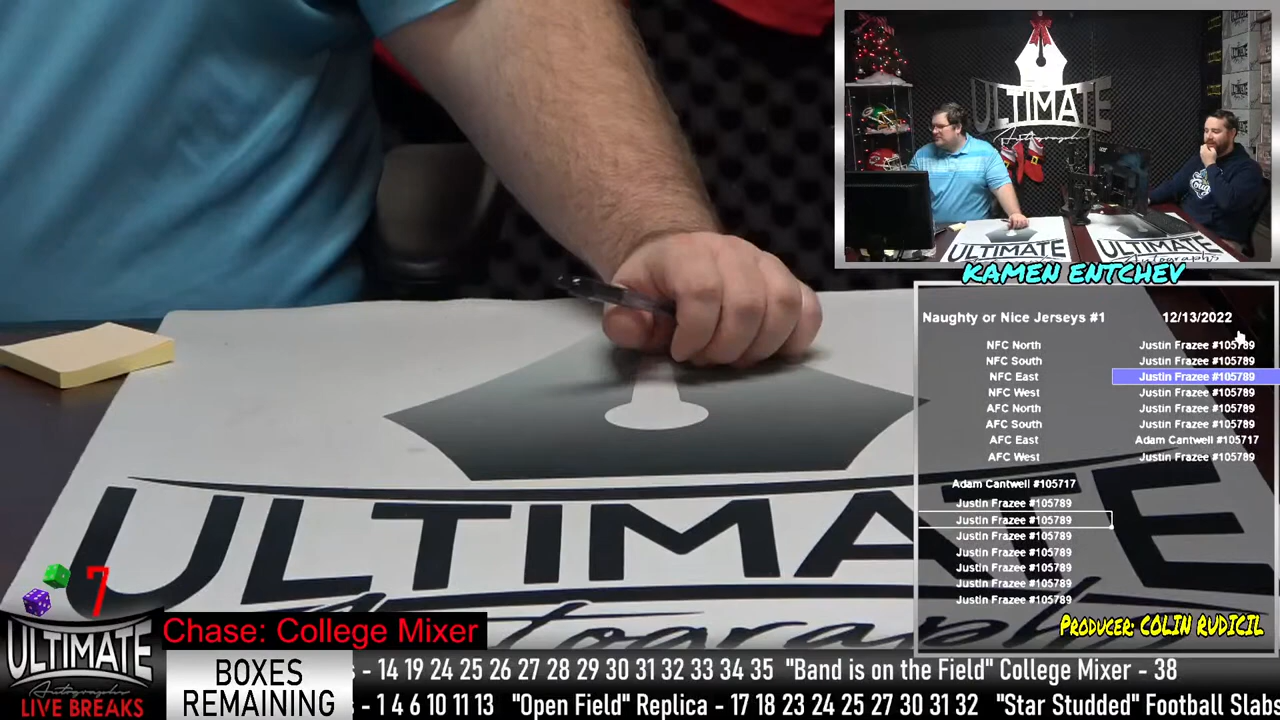 ULTIMATE
Autographs
ULTIMATE
ULTIMATE
Autographs
KAMEN ENTCHEV
Naughty or Nice Jerseys #1 12/13/2022
NFC North Justin Frazee #105789
NFC South Justin Frazee #105789
NFC East Justin Frazee #105789
NFC West Justin Frazee #105789
AFC North Justin Frazee #105789
AFC South Justin Frazee #105789
AFC East Adam Cantwell #105717
AFC West Justin Frazee #105789
Adam Cantwell #105717
Justin Frazee #105789
Justin Frazee #105789
Justin Frazee #105789
Justin Frazee #105789
Justin Frazee #105789
Justin Frazee #105789
Justin Frazee #105789
Producer: COLIN RUDICIL
ULTIMATE
Autographs
7
ULTIMATE
Autographs
LIVE BREAKS
Chase: College Mixer
BOXES
REMAINING
s - 14 19 24 25 26 27 28 29 30 31 32 33 34 35 "Band is on the Field" College Mixer - 38
s - 1 4 6 10 11 13 "Open Field" Replica - 17 18 23 24 25 27 30 31 32 "Star Studded" Football Slabs